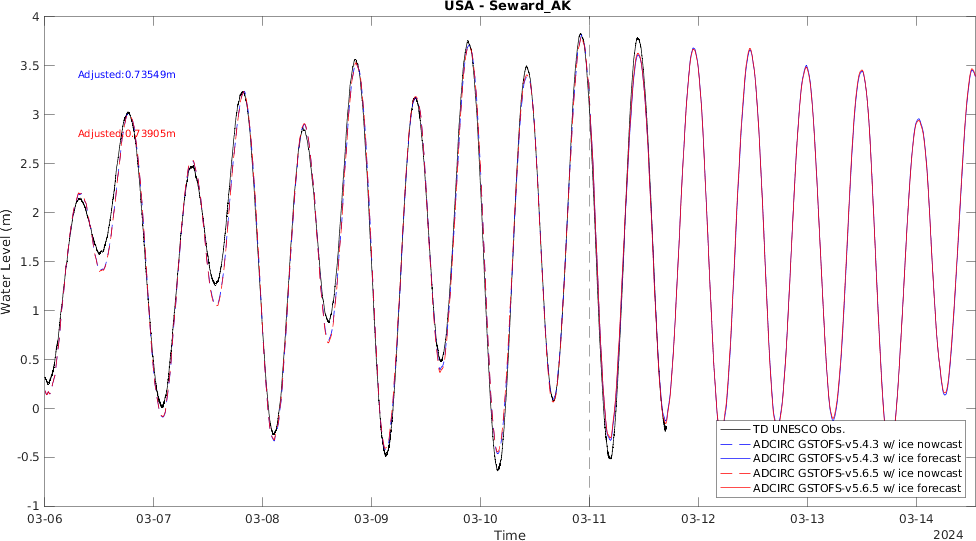 USA - Seward_AK
4
3.5
3
2.5
2
1.5
1
0.5
0
-0.5
-1
Water Level (m)
Adjusted:0.73549m
Adjusted:0.73905m
TD UNESCO Obs.
ADCIRC GSTOFS-v5.4.3 w/ ice nowcast
ADCIRC GSTOFS-v5.4.3 w/ ice forecast
ADCIRC GSTOFS-v5.6.5 w/ ice nowcast
ADCIRC GSTOFS-v5.6.5 w/ ice forecast
03-06 03-07 03-08 03-09 03-10 03-11 03-12 03-13 03-14
Time
2024